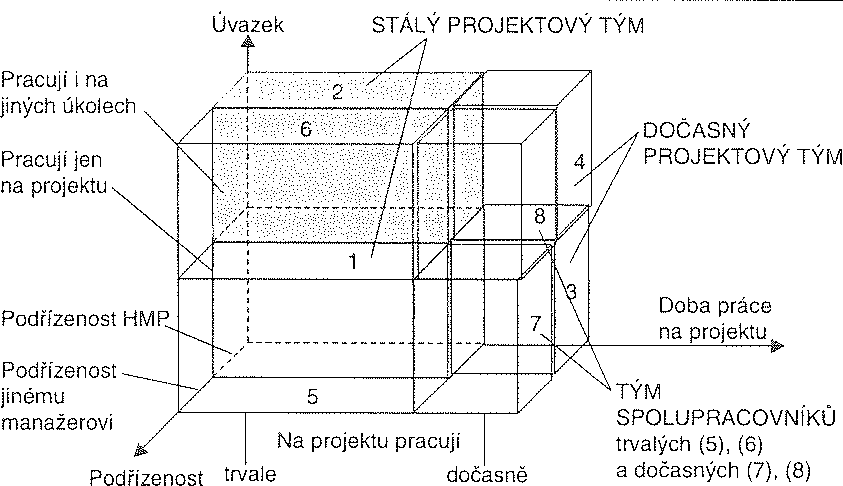 Úvazek
STÁLÝ PROJEKTOVÝ TÝM
Pracují i na
jiných úkolech
2
6
Pracují jen
na projektu
DOČASNÝ
PROJEKTOVÝ TÝM
4
8
1
3
7
Doba práce
na projektu
Podřízenost HMP
Podřízenost
jinému
manažerovi
5
TÝM
SPOLUPRACOVNÍKŮ
trvalých (5), (6)
a dočasných (7), (8)
Na projektu pracují
Podřízenost
trvale
dočasně